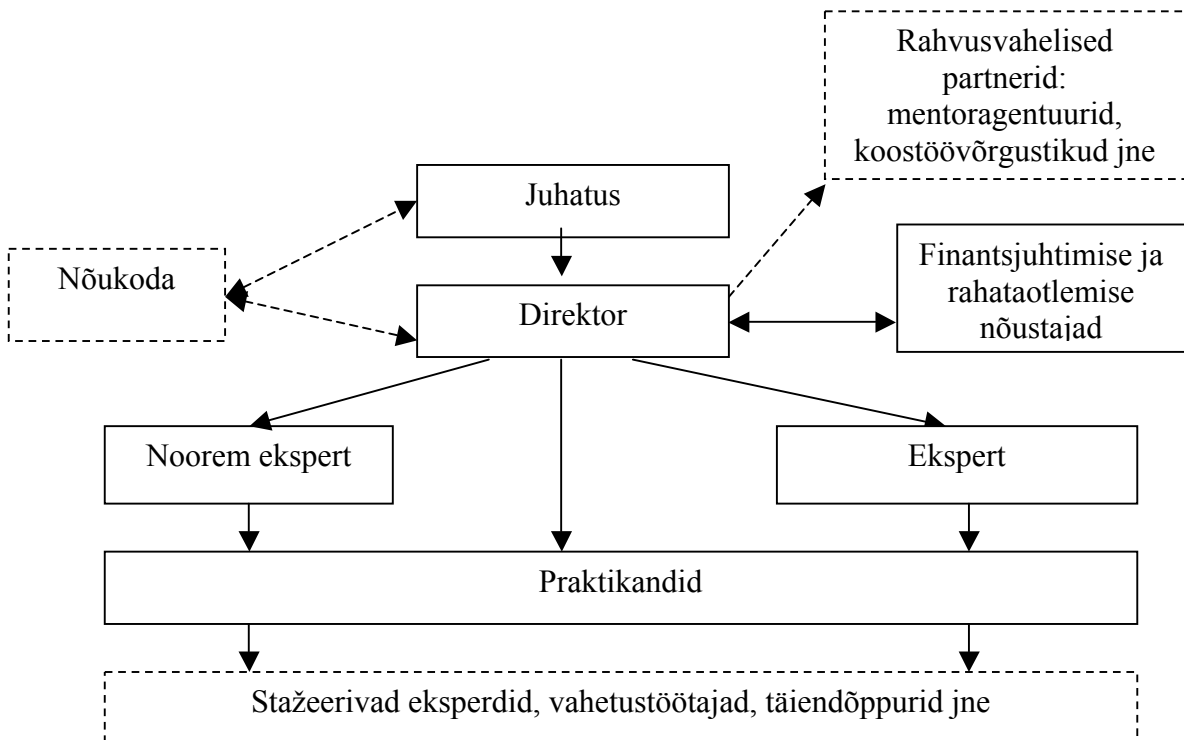 Rahvusvahelised
partnerid:
mentoragentuurid,
koostöövõrgustikud jne
Juhatus
Nõukoda
Direktor
Finantsjuhtimise ja
rahataotlemise
nõustajad
Noorem ekspert
Ekspert
Praktikandid
Stažeerivad eksperdid, vahetustöötajad, täiendõppurid jne